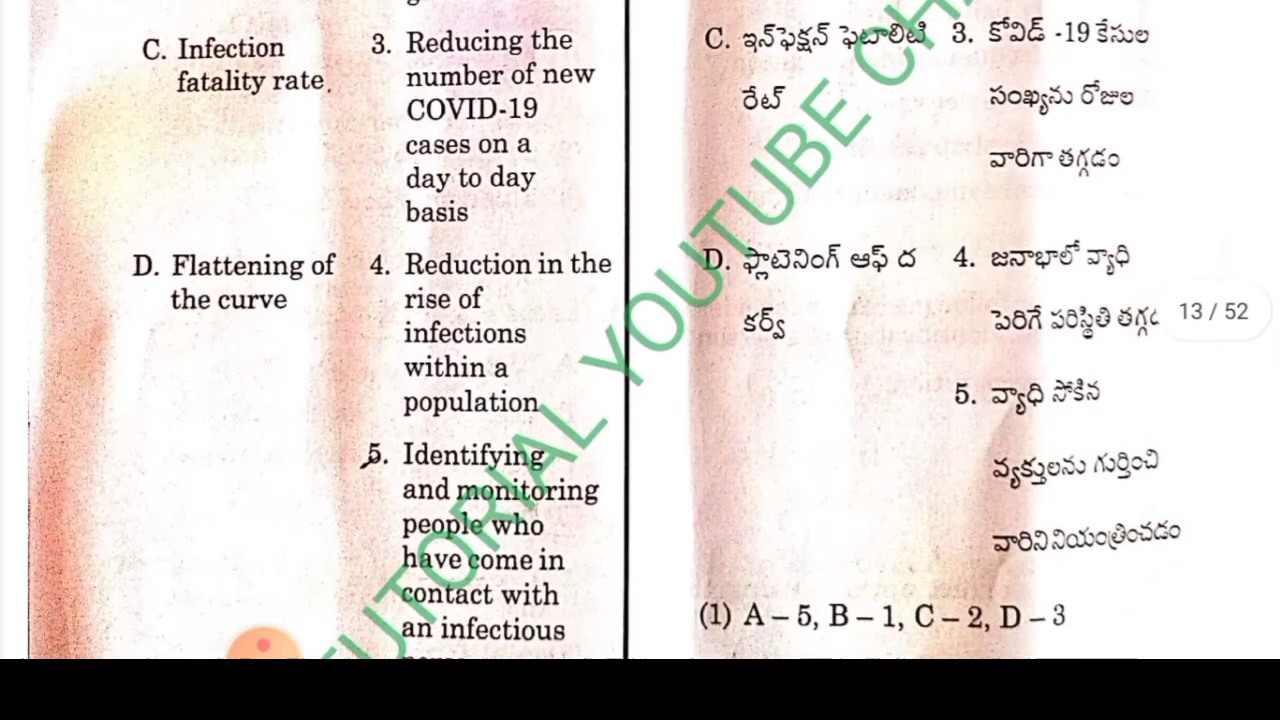 C. Infection
fatality rate
3. Reducing the
number of new
COVID-19
cases on a
day to day
basis
D. Flattening of
the curve
4. Reduction in the
rise of
infections
within a
population
5. Identifying
and monitoring
people who
have come in
contact with
an infectious
C. ఇన్‌ఫెక్షన్ ఫేటాలిటి
రేట్
3. కోవిడ్ -19 కేసుల
సంఖ్యను రోజుల
వారిగా తగ్గడం
D. ఫ్లాటెనింగ్ ఆఫ్ ద
కర్వ్
4. జనాభాలో వ్యాధి
పెరిగే పరిస్థితి
5. వ్యాధి సోకిన
వ్యక్తులను గుర్తించి
వారిని నియంత్రించడం
(1) A – 5, B – 1, C – 2, D – 3
13 / 52
TUTORIAL YOUTUBE